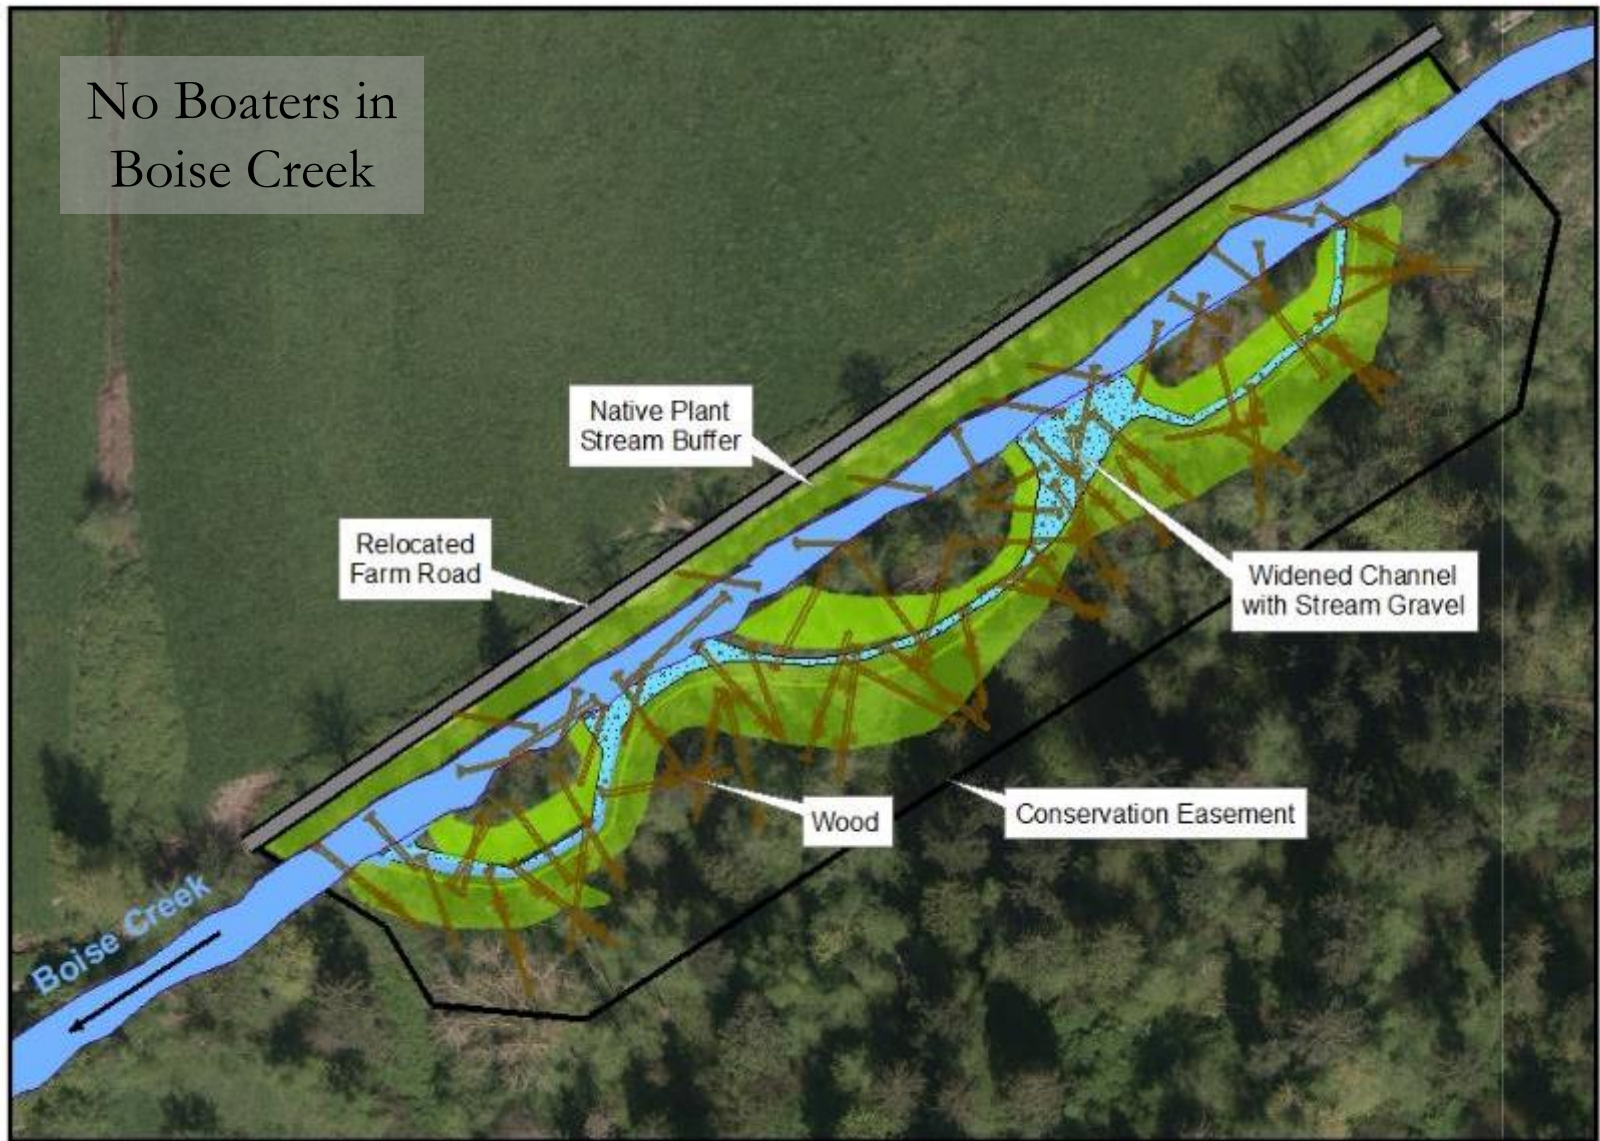 No Boaters in
Boise Creek
Native Plant
Stream Buffer
Relocated
Farm Road
Widened Channel
with Stream Gravel
Wood
Conservation Easement
Boise Creek